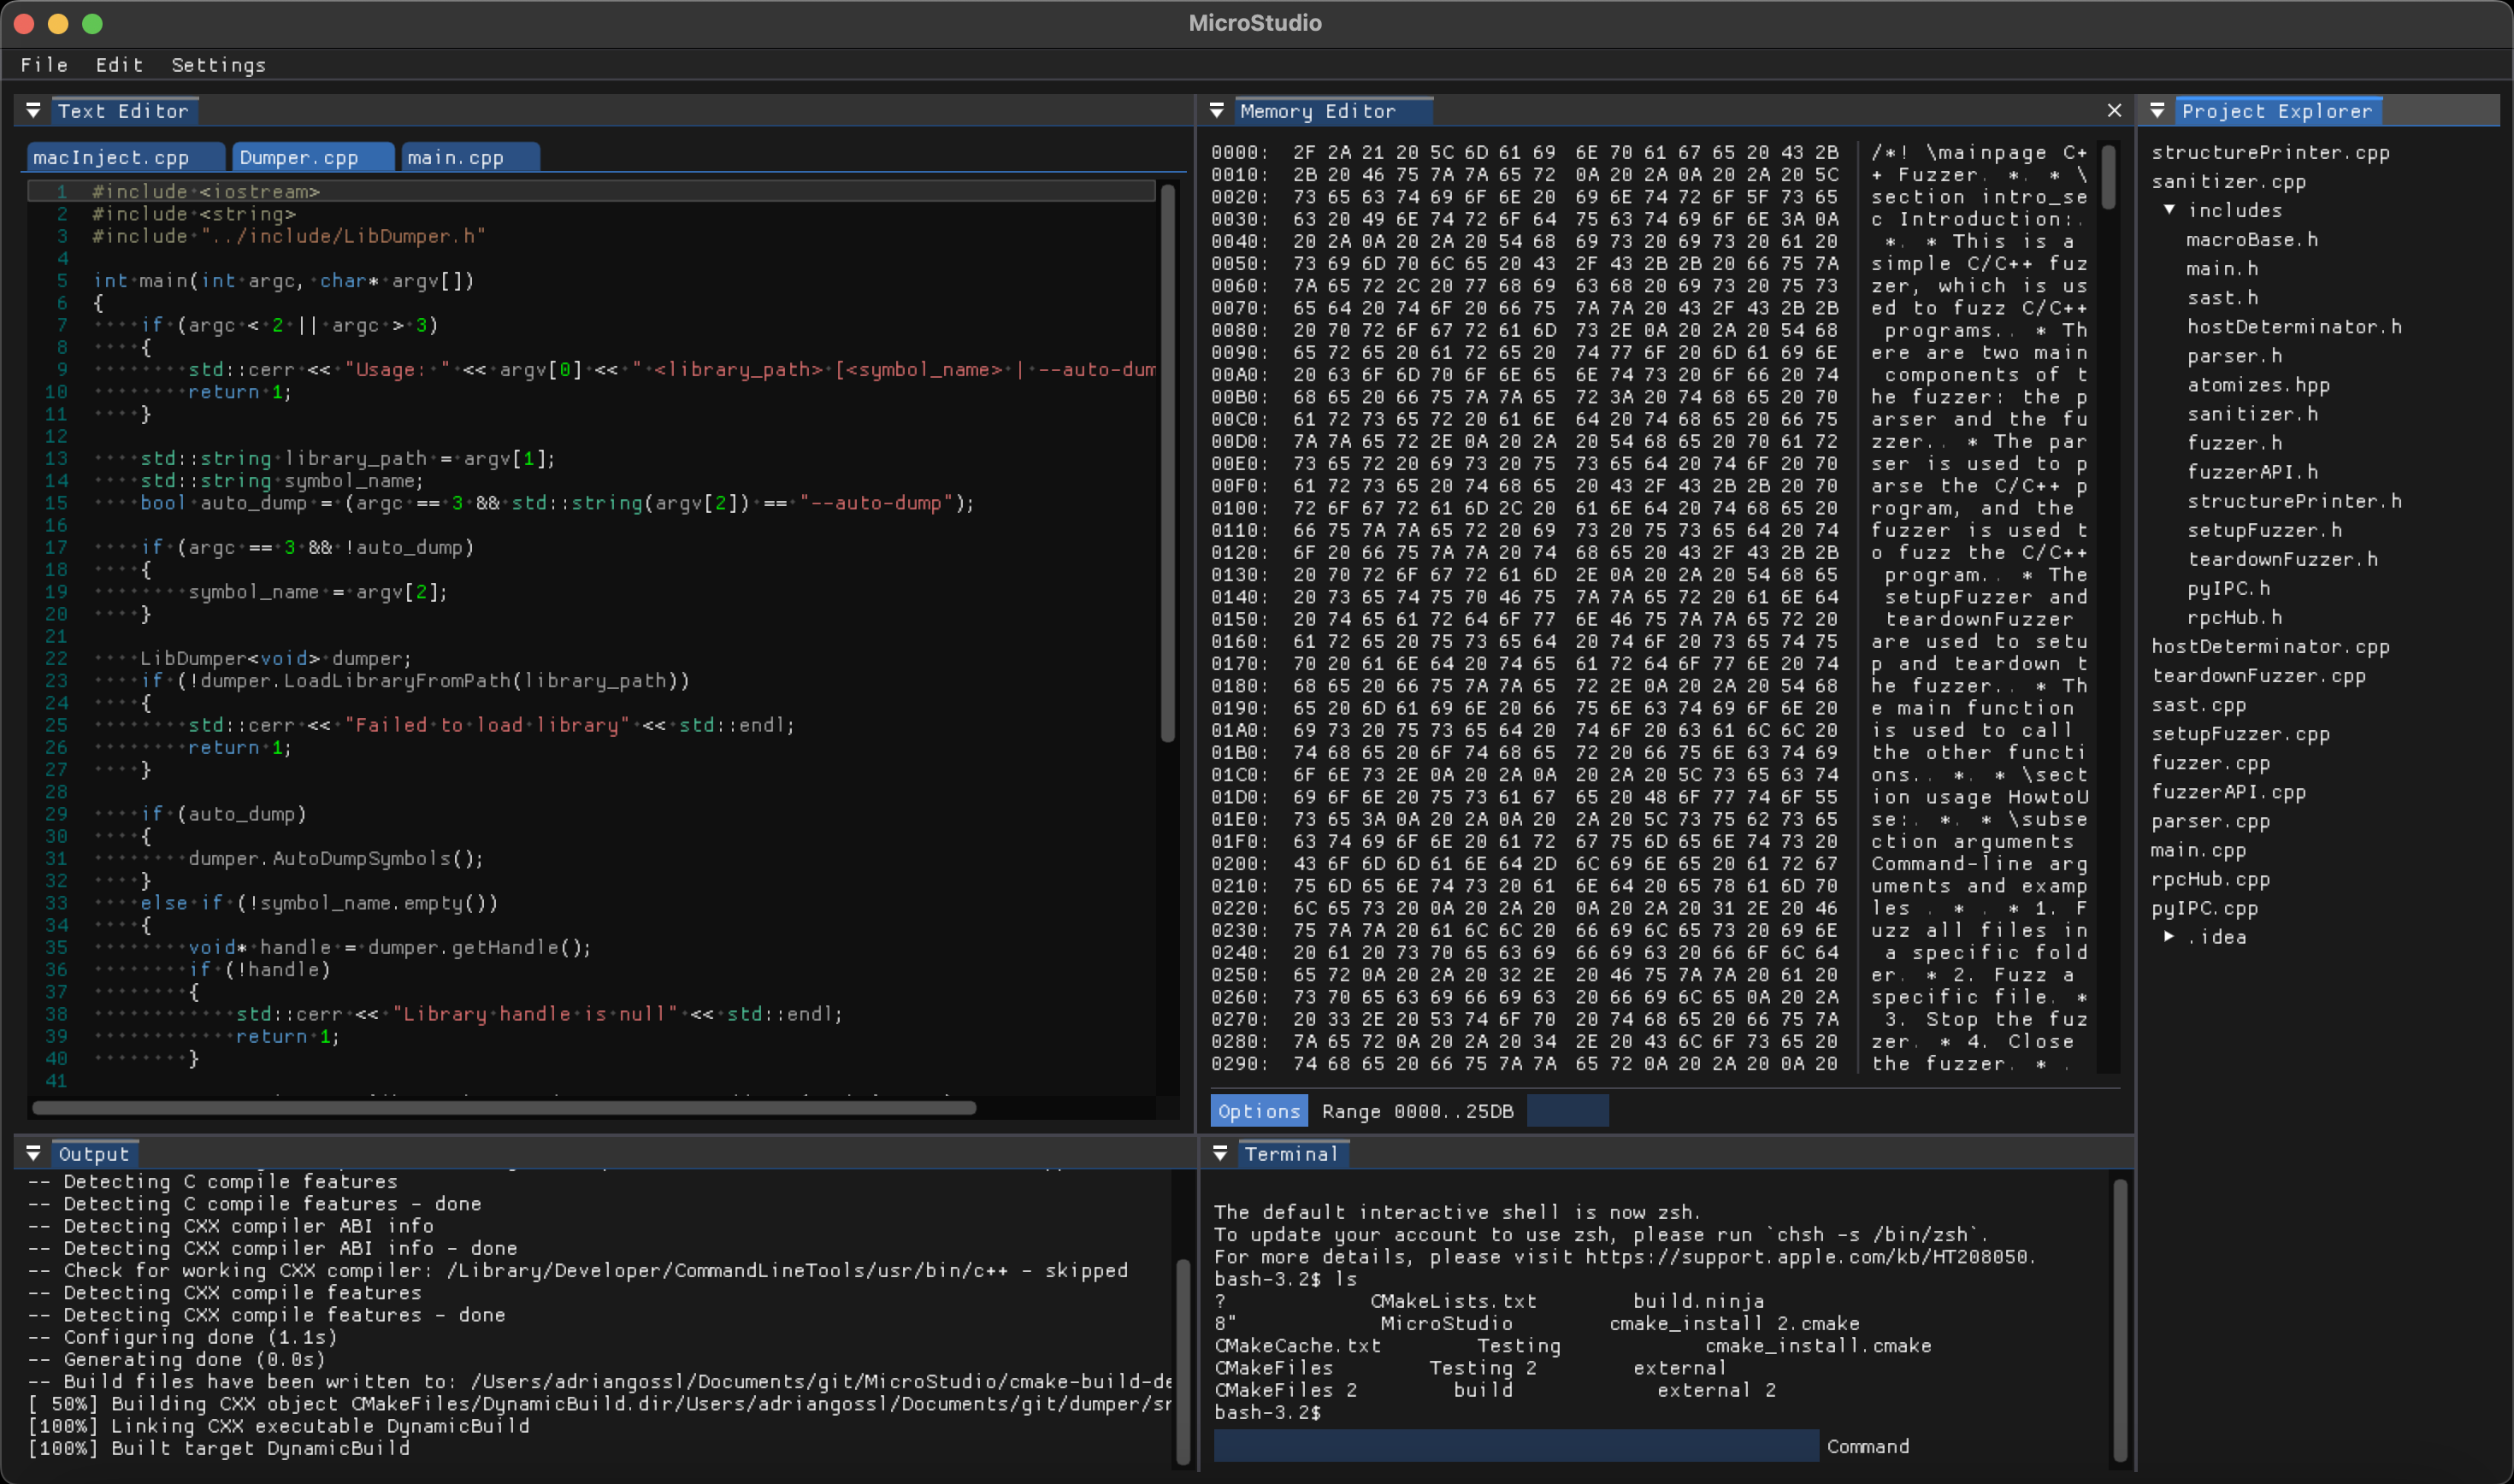 MicroStudio
File Edit Settings
Text Editor
macInject.cpp Dumper.cpp main.cpp
1 #include <iostream>
2 #include <string>
3 #include "../include/LibDumper.h"
4
5 int main(int argc, char* argv[])
6 {
7 if (argc < 2 || argc > 3)
8 {
9 std::cerr << "Usage: " << argv[0] << " <library_path> [<symbol_name> | --auto-dum
10 return 1;
11 }
12
13 std::string library_path = argv[1];
14 std::string symbol_name;
15 bool auto_dump = (argc == 3 && std::string(argv[2]) == "--auto-dump");
16
17 if (argc == 3 && !auto_dump)
18 {
19 symbol_name = argv[2];
20 }
21
22 LibDumper<void> dumper;
23 if (!dumper.LoadLibraryFromPath(library_path))
24 {
25 std::cerr << "Failed to load library" << std::endl;
26 return 1;
27 }
28
29 if (auto_dump)
30 {
31 dumper.AutoDumpSymbols();
32 }
33 else if (!symbol_name.empty())
34 {
35 void* handle = dumper.getHandle();
36 if (!handle)
37 {
38 std::cerr << "Library handle is null" << std::endl;
39 return 1;
40 }
41
Memory Editor
0000: 2F 2A 21 20 5C 6D 61 69 6E 70 61 67 65 20 43 2B /*! \mainpage C+
0010: 2B 20 46 75 7A 7A 65 72 0A 20 2A 0A 20 2A 20 5C + Fuzzer. *. * \
0020: 73 65 63 74 69 6F 6E 20 69 6E 74 72 6F 5F 73 65 section intro_se
0030: 63 20 49 6E 74 72 6F 64 75 63 74 69 6F 6E 3A 0A c Introduction:.
0040: 20 2A 0A 20 2A 20 54 68 69 73 20 69 73 20 61 20 *. * This is a
0050: 73 69 6D 70 6C 65 20 43 2F 43 2B 2B 20 66 75 7A simple C/C++ fuz
0060: 7A 65 72 2C 20 77 68 69 63 68 20 69 73 20 75 73 zer, which is us
0070: 65 64 20 74 6F 20 66 75 7A 7A 20 43 2F 43 2B 2B ed to fuzz C/C++
0080: 20 70 72 6F 67 72 61 6D 73 2E 0A 20 2A 20 54 68 programs.. * Th
0090: 65 72 65 20 61 72 65 20 74 77 6F 20 6D 61 69 6E ere are two main
00A0: 20 63 6F 6D 70 6F 6E 65 6E 74 73 20 6F 66 20 74 components of t
00B0: 68 65 20 66 75 7A 7A 65 72 3A 20 74 68 65 20 70 he fuzzer: the p
00C0: 61 72 73 65 72 20 61 6E 64 20 74 68 65 20 66 75 arser and the fu
00D0: 7A 7A 65 72 2E 0A 20 2A 20 54 68 65 20 70 61 72 zzer.. * The par
00E0: 73 65 72 20 69 73 20 75 73 65 64 20 74 6F 20 70 ser is used to p
00F0: 61 72 73 65 20 74 68 65 20 43 2F 43 2B 2B 20 70 arse the C/C++ p
0100: 72 6F 67 72 61 6D 2C 20 61 6E 64 20 74 68 65 20 rogram, and the
0110: 66 75 7A 7A 65 72 20 69 73 20 75 73 65 64 20 74 fuzzer is used t
0120: 6F 20 66 75 7A 7A 20 74 68 65 20 43 2F 43 2B 2B o fuzz the C/C++
0130: 20 70 72 6F 67 72 61 6D 2E 0A 20 2A 20 54 68 65 program.. * The
0140: 20 73 65 74 75 70 46 75 7A 7A 65 72 20 61 6E 64 setupFuzzer and
0150: 20 74 65 61 72 64 6F 77 6E 46 75 7A 7A 65 72 20 teardownFuzzer
0160: 61 72 65 20 75 73 65 64 20 74 6F 20 73 65 74 75 are used to setu
0170: 70 20 61 6E 64 20 74 65 61 72 64 6F 77 6E 20 74 p and teardown t
0180: 68 65 20 66 75 7A 7A 65 72 2E 0A 20 2A 20 54 68 he fuzzer.. * Th
0190: 65 20 6D 61 69 6E 20 66 75 6E 63 74 69 6F 6E 20 e main function
01A0: 69 73 20 75 73 65 64 20 74 6F 20 63 61 6C 6C 20 is used to call
01B0: 74 68 65 20 6F 74 68 65 72 20 66 75 6E 63 74 69 the other functi
01C0: 6F 6E 73 2E 0A 20 2A 0A 20 2A 20 5C 73 65 63 74 ons.. *. * \sect
01D0: 69 6F 6E 20 75 73 61 67 65 20 48 6F 77 74 6F 55 ion usage HowtoU
01E0: 73 65 3A 0A 20 2A 0A 20 2A 20 5C 73 75 62 73 65 se:. *. * \subse
01F0: 63 74 69 6F 6E 20 61 72 67 75 6D 65 6E 74 73 20 ction arguments
0200: 43 6F 6D 6D 61 6E 64 2D 6C 69 6E 65 20 61 72 67 Command-line arg
0210: 75 6D 65 6E 74 73 20 61 6E 64 20 65 78 61 6D 70 uments and examp
0220: 6C 65 73 20 0A 20 2A 20 0A 20 2A 20 31 2E 20 46 les . * . * 1. F
0230: 75 7A 7A 20 61 6C 6C 20 66 69 6C 65 73 20 69 6E uzz all files in
0240: 20 61 20 73 70 65 63 69 66 69 63 20 66 6F 6C 64 a specific fold
0250: 65 72 0A 20 2A 20 32 2E 20 46 75 7A 7A 20 61 20 er. * 2. Fuzz a
0260: 73 70 65 63 69 66 69 63 20 66 69 6C 65 0A 20 2A specific file. *
0270: 20 33 2E 20 53 74 6F 70 20 74 68 65 20 66 75 7A 3. Stop the fuz
0280: 7A 65 72 0A 20 2A 20 34 2E 20 43 6C 6F 73 65 20 zer. * 4. Close
0290: 74 68 65 20 66 75 7A 7A 65 72 0A 20 2A 20 0A 20 the fuzzer. * .
Options Range 0000..25DB
Project Explorer
structurePrinter.cpp
sanitizer.cpp
includes
macroBase.h
main.h
sast.h
hostDeterminator.h
parser.h
atomizes.hpp
sanitizer.h
fuzzer.h
fuzzerAPI.h
structurePrinter.h
setupFuzzer.h
teardownFuzzer.h
pyIPC.h
rpcHub.h
hostDeterminator.cpp
teardownFuzzer.cpp
sast.cpp
setupFuzzer.cpp
fuzzer.cpp
fuzzerAPI.cpp
parser.cpp
main.cpp
rpcHub.cpp
pyIPC.cpp
.idea
Output
-- Detecting C compile features
-- Detecting C compile features - done
-- Detecting CXX compiler ABI info
-- Detecting CXX compiler ABI info - done
-- Check for working CXX compiler: /Library/Developer/CommandLineTools/usr/bin/c++ - skipped
-- Detecting CXX compile features
-- Detecting CXX compile features - done
-- Configuring done (1.1s)
-- Generating done (0.0s)
-- Build files have been written to: /Users/adriangossl/Documents/git/MicroStudio/cmake-build-de
[ 50%] Building CXX object CMakeFiles/DynamicBuild.dir/Users/adriangossl/Documents/git/dumper/sr
[100%] Linking CXX executable DynamicBuild
[100%] Built target DynamicBuild
Terminal
The default interactive shell is now zsh.
To update your account to use zsh, please run `chsh -s /bin/zsh`.
For more details, please visit https://support.apple.com/kb/HT208050.
bash-3.2$ ls
? CMakeLists.txt build.ninja
8" MicroStudio cmake_install 2.cmake
CMakeCache.txt Testing cmake_install.cmake
CMakeFiles Testing 2 external
CMakeFiles 2 build external 2
bash-3.2$
Command